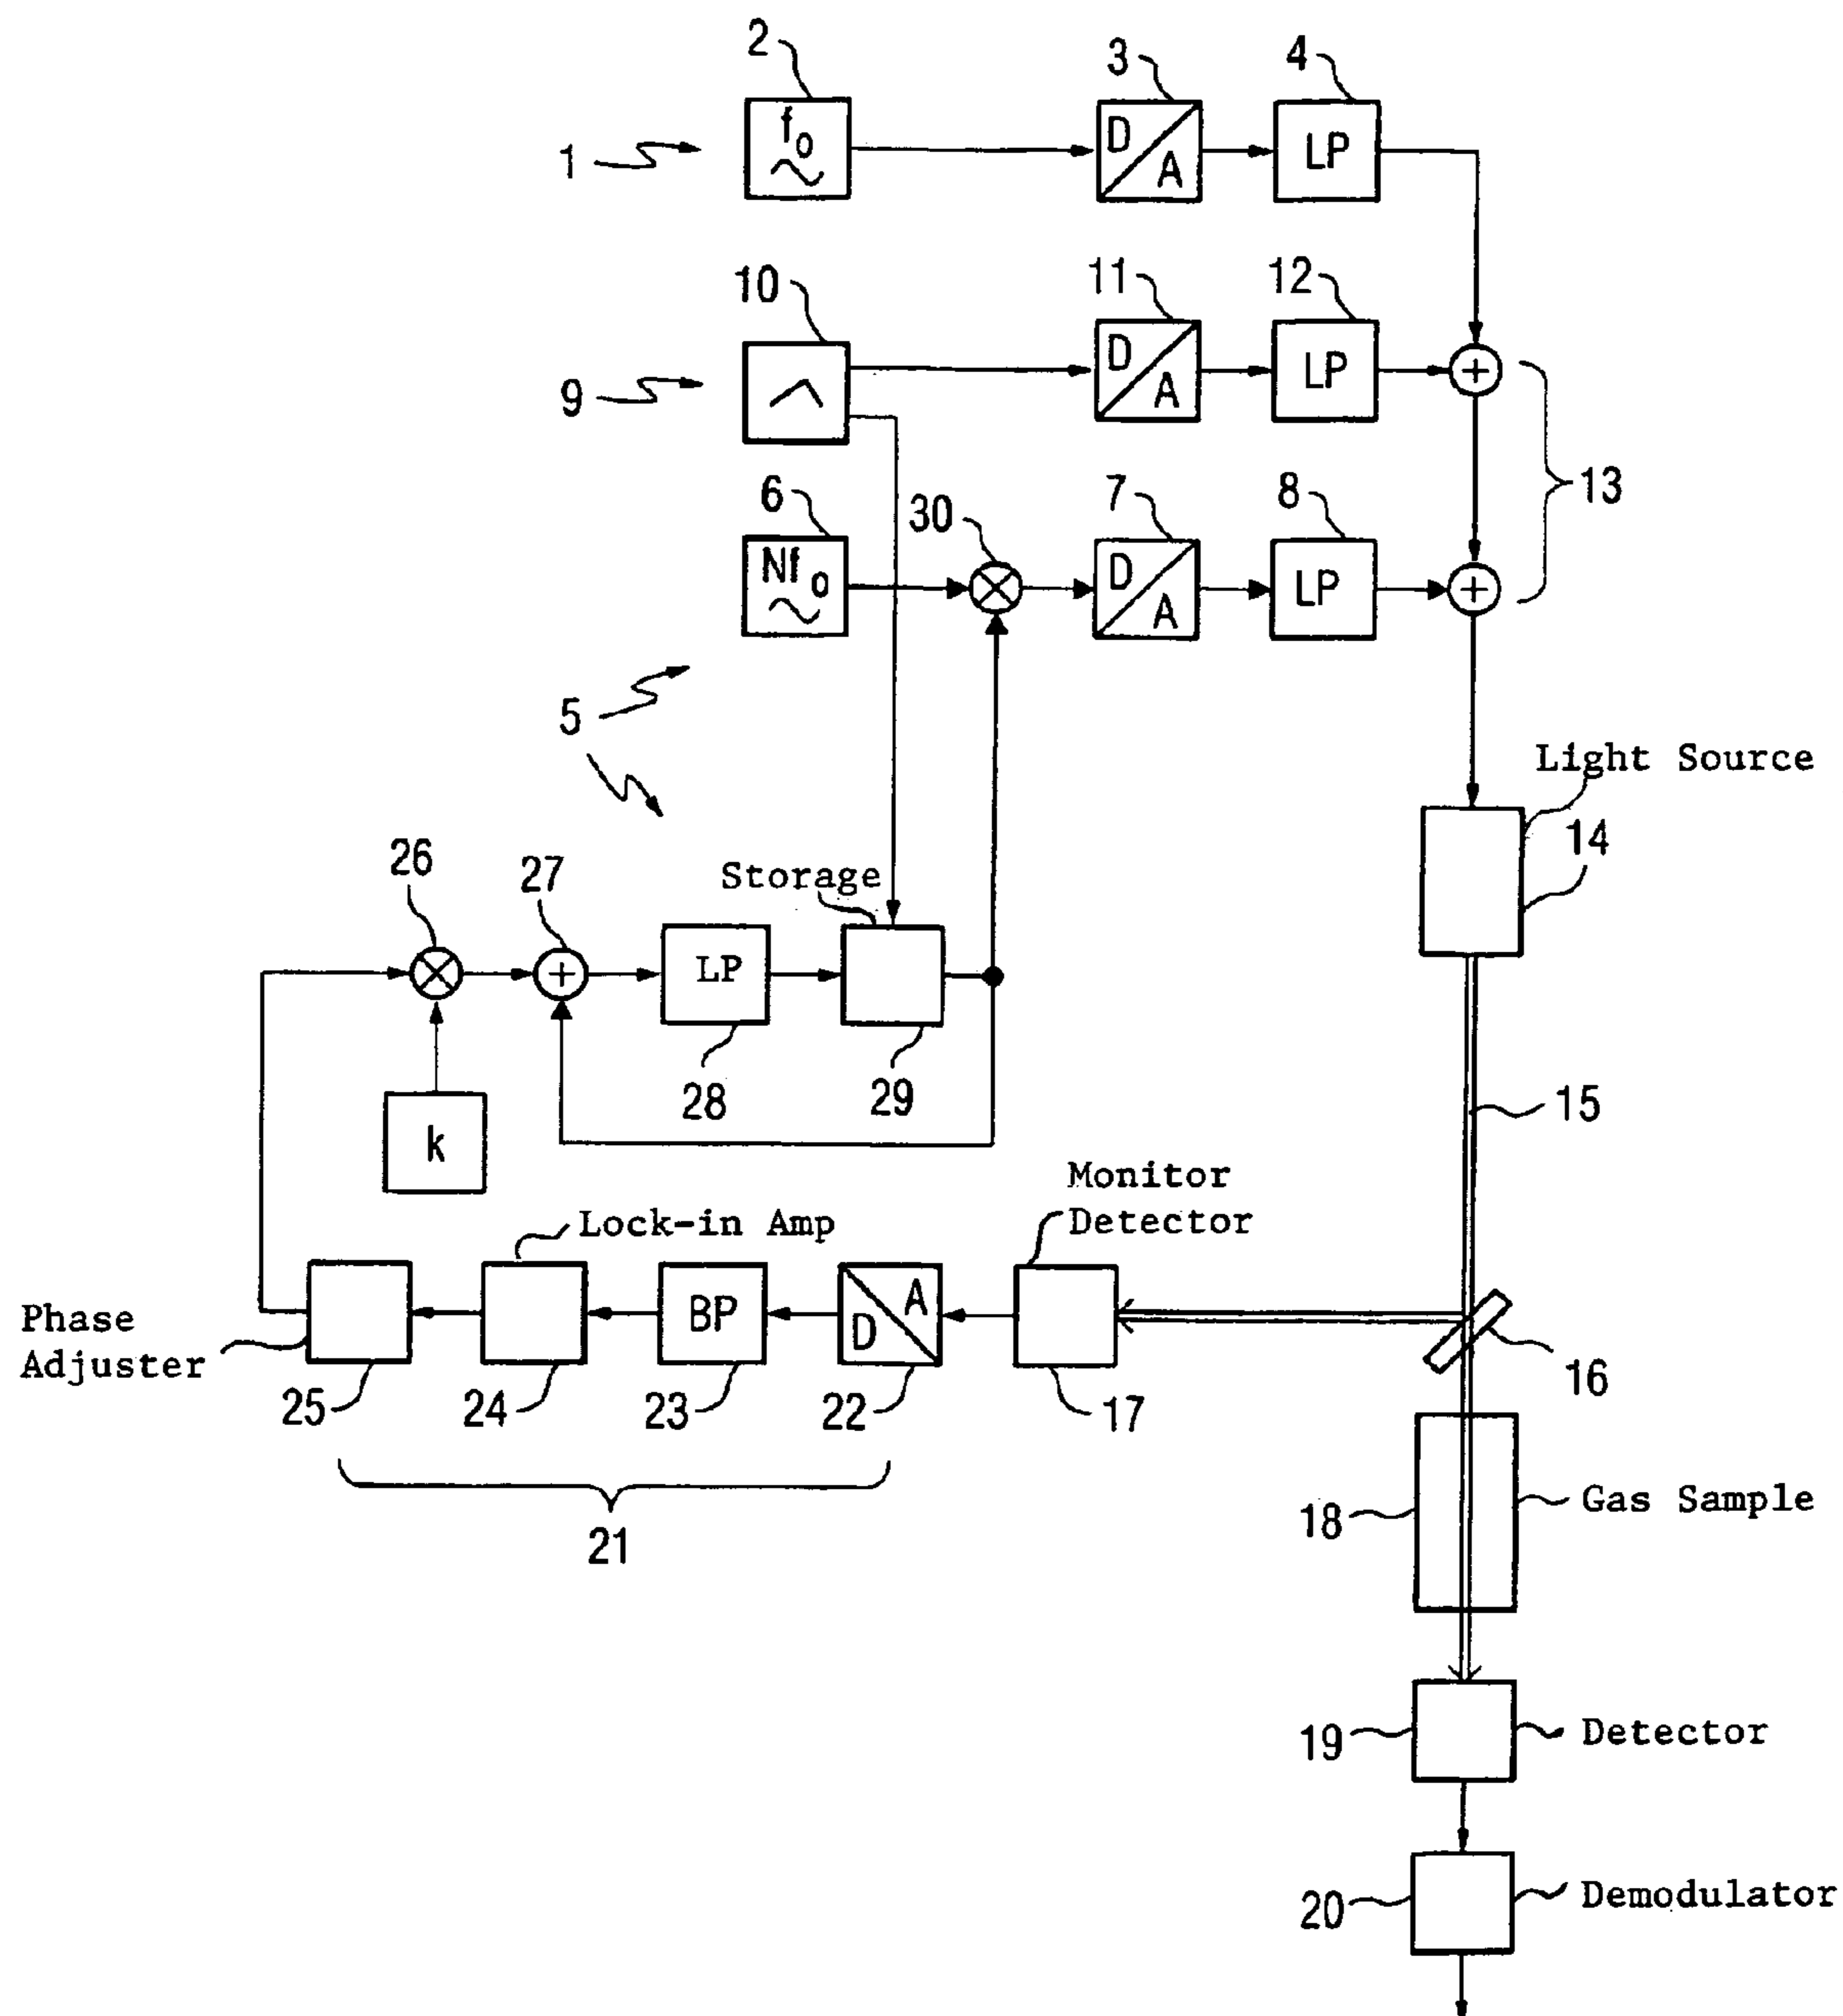 2
3
4
f₀
D
A
LP
1
10
11
12
D
A
LP
9
13
6
30
7
8
Nf₀
D
A
LP
5
Light Source
14
26
27
Storage
LP
28
29
k
15
Monitor
Detector
Lock-in Amp
Phase
Adjuster
BP
A
D
25
24
23
22
17
16
21
18
Gas Sample
19
Detector
20
Demodulator